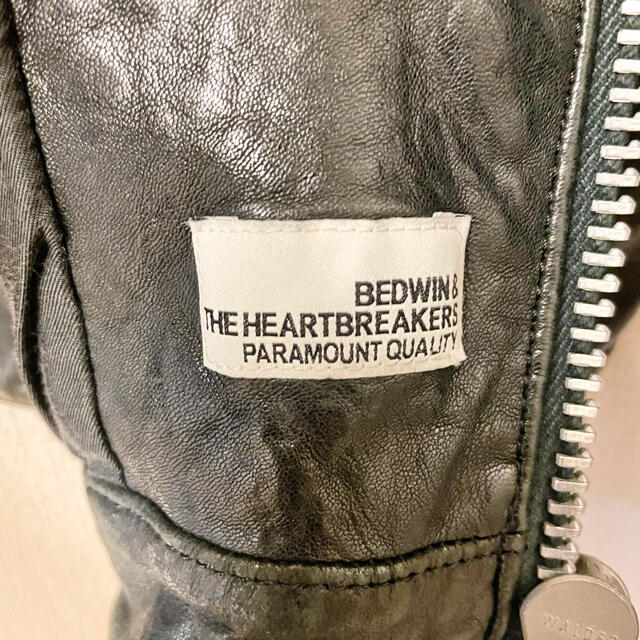 BEDWIN &
THE HEARTBREAKERS
PARAMOUNT QUALITY